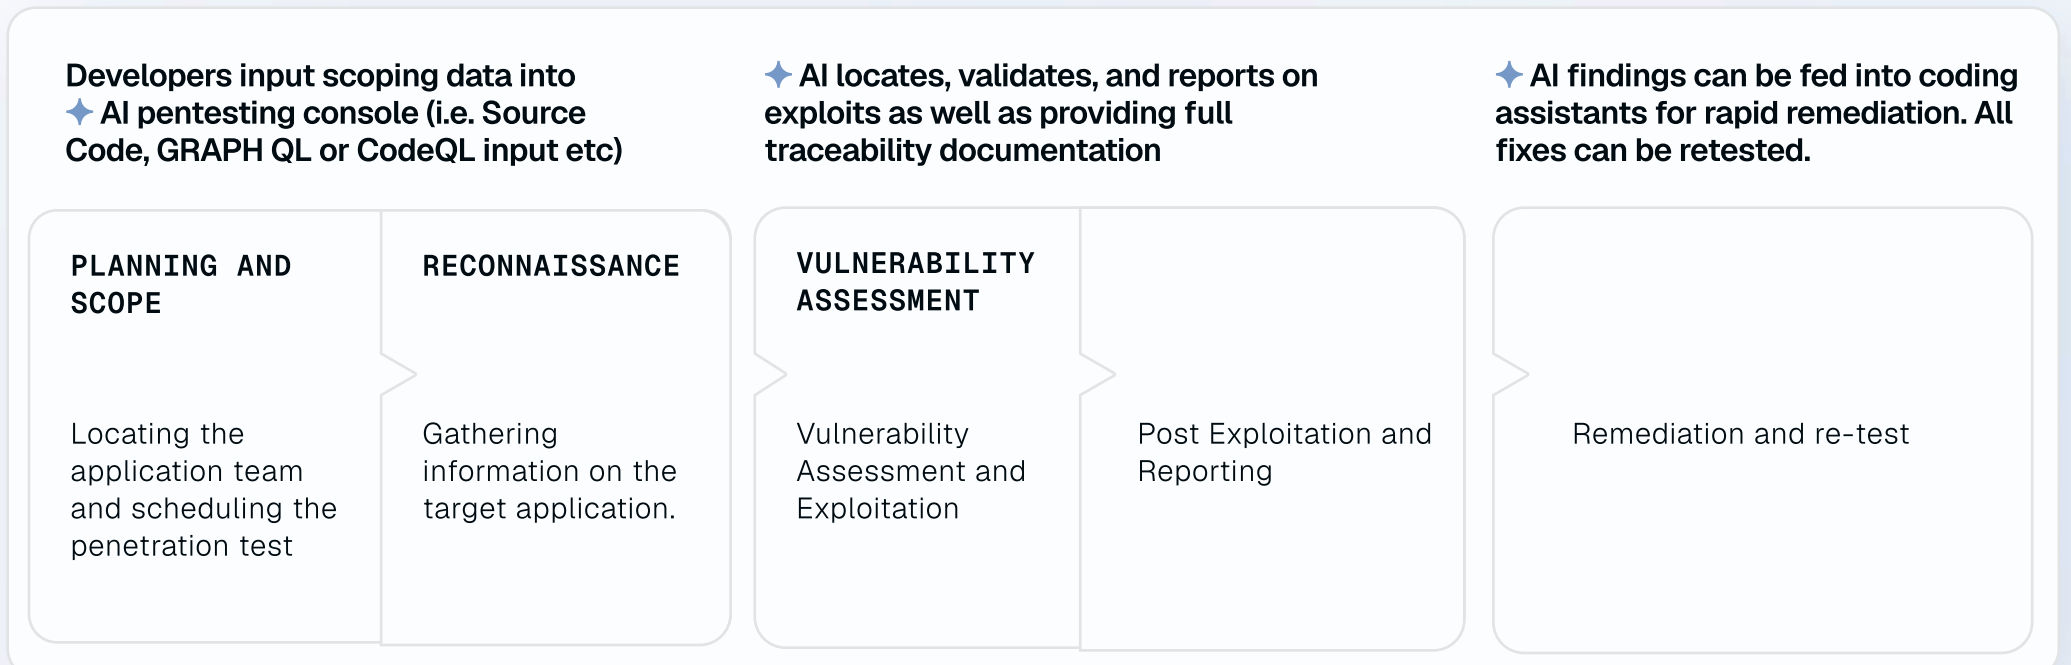 Developers input scoping data into
AI pentesting console (i.e. Source
Code, GRAPH QL or CodeQL input etc)
AI locates, validates, and reports on
exploits as well as providing full
traceability documentation
AI findings can be fed into coding
assistants for rapid remediation. All
fixes can be retested.
PLANNING AND
SCOPE
Locating the
application team
and scheduling the
penetration test
RECONNAISSANCE
Gathering
information on the
target application.
VULNERABILITY
ASSESSMENT
Vulnerability
Assessment and
Exploitation
Post Exploitation and
Reporting
Remediation and re-test